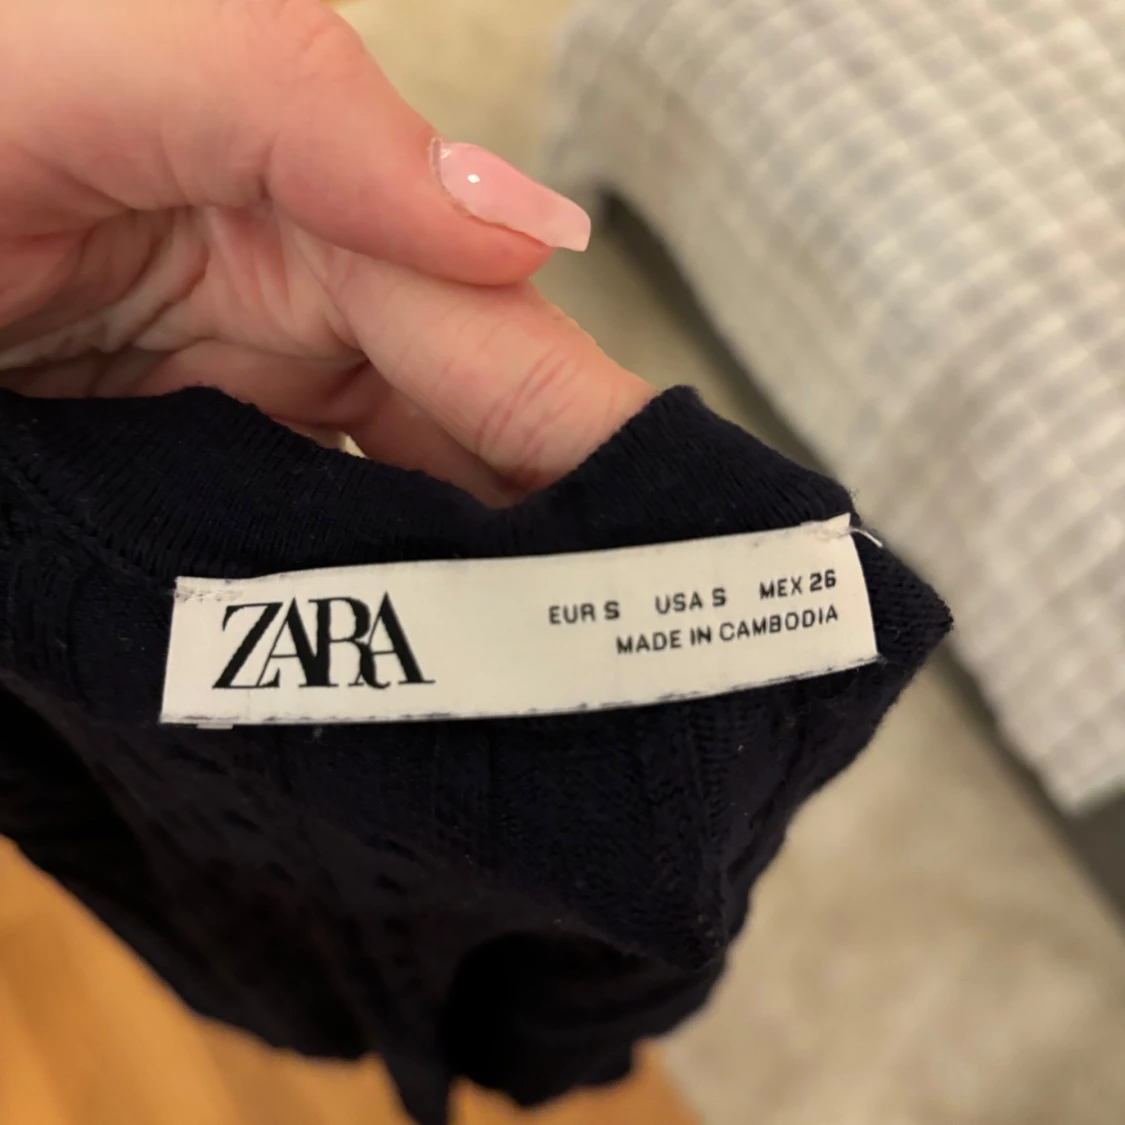 ZARA
EUR S USA S MEX 26
MADE IN CAMBODIA